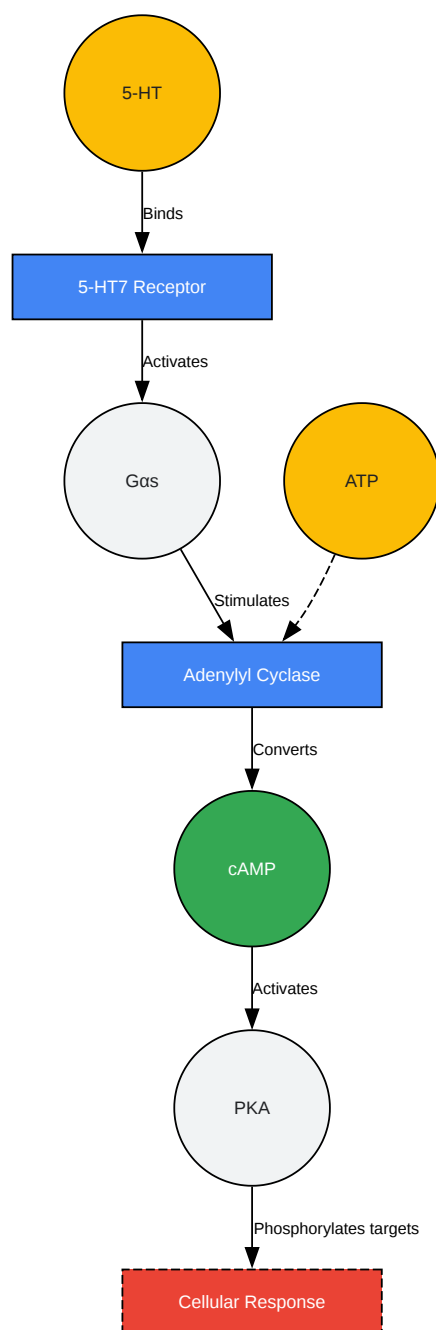 5-HT
Binds
5-HT7 Receptor
Activates
Gαs
ATP
Stimulates
Adenylyl Cyclase
Converts
cAMP
Activates
PKA
Phosphorylates targets
Cellular Response